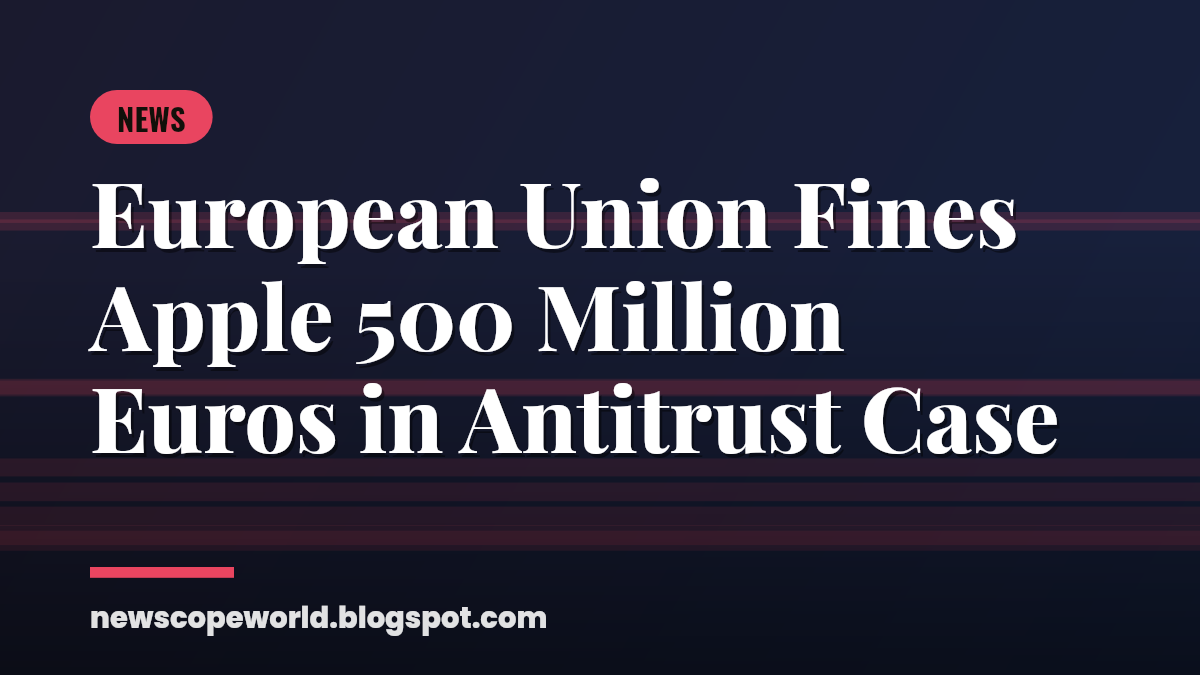 NEWS
European Union Fines
Apple 500 Million
Euros in Antitrust Case
newscopeworld.blogspot.com